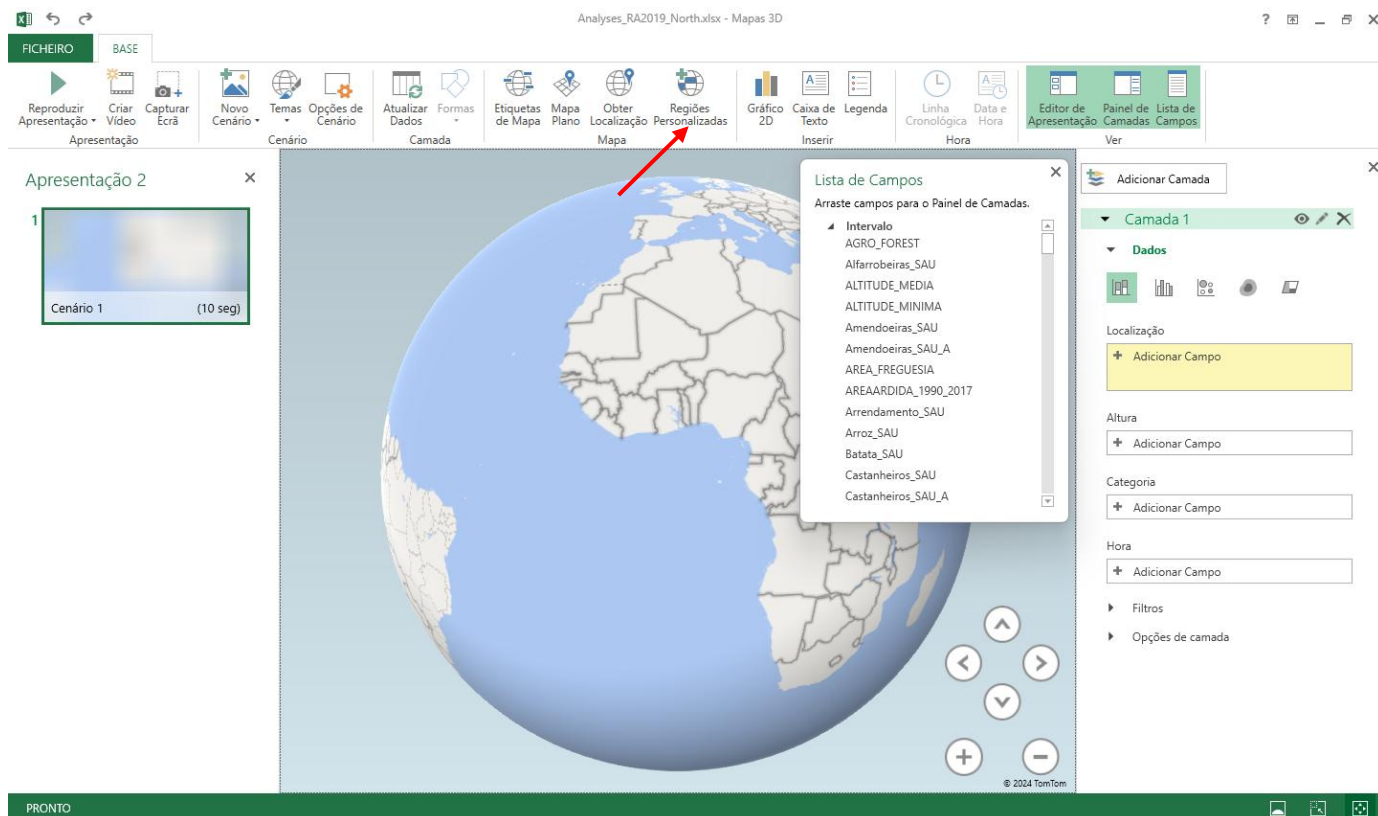 Analyses_RA2019_North.xlsx - Mapas 3D
?
FICHEIRO
BASE
Reproduzir
Apresentação
Criar
Vídeo
Capturar
Ecrã
Novo
Cenário
Temas
Opções de
Cenário
Atualizar
Dados
Formas
Etiquetas
de Mapa
Mapa
Plano
Obter
Localização
Regiões
Personalizadas
Gráfico
2D
Caixa de
Texto
Legenda
Linha
Cronológica
Data e
Hora
Editor de
Apresentação
Painel de
Camadas
Lista de
Campos
Apresentação
Cenário
Camada
Mapa
Inserir
Hora
Ver
Apresentação 2
1
Cenário 1
(10 seg)
Lista de Campos
Arraste campos para o Painel de Camadas.
Intervalo
AGRO_FOREST
Alfarrobeiras_SAU
ALTITUDE_MEDIA
ALTITUDE_MINIMA
Amendoeiras_SAU
Amendoeiras_SAU_A
AREA_FREGUESIA
AREAARDIDA_1990_2017
Arrendamento_SAU
Arroz_SAU
Batata_SAU
Castanheiros_SAU
Castanheiros_SAU_A
Adicionar Camada
Camada 1
Dados
Localização
Adicionar Campo
Altura
Adicionar Campo
Categoria
Adicionar Campo
Hora
Adicionar Campo
Filtros
Opções de camada
© 2024 TomTom
PRONTO